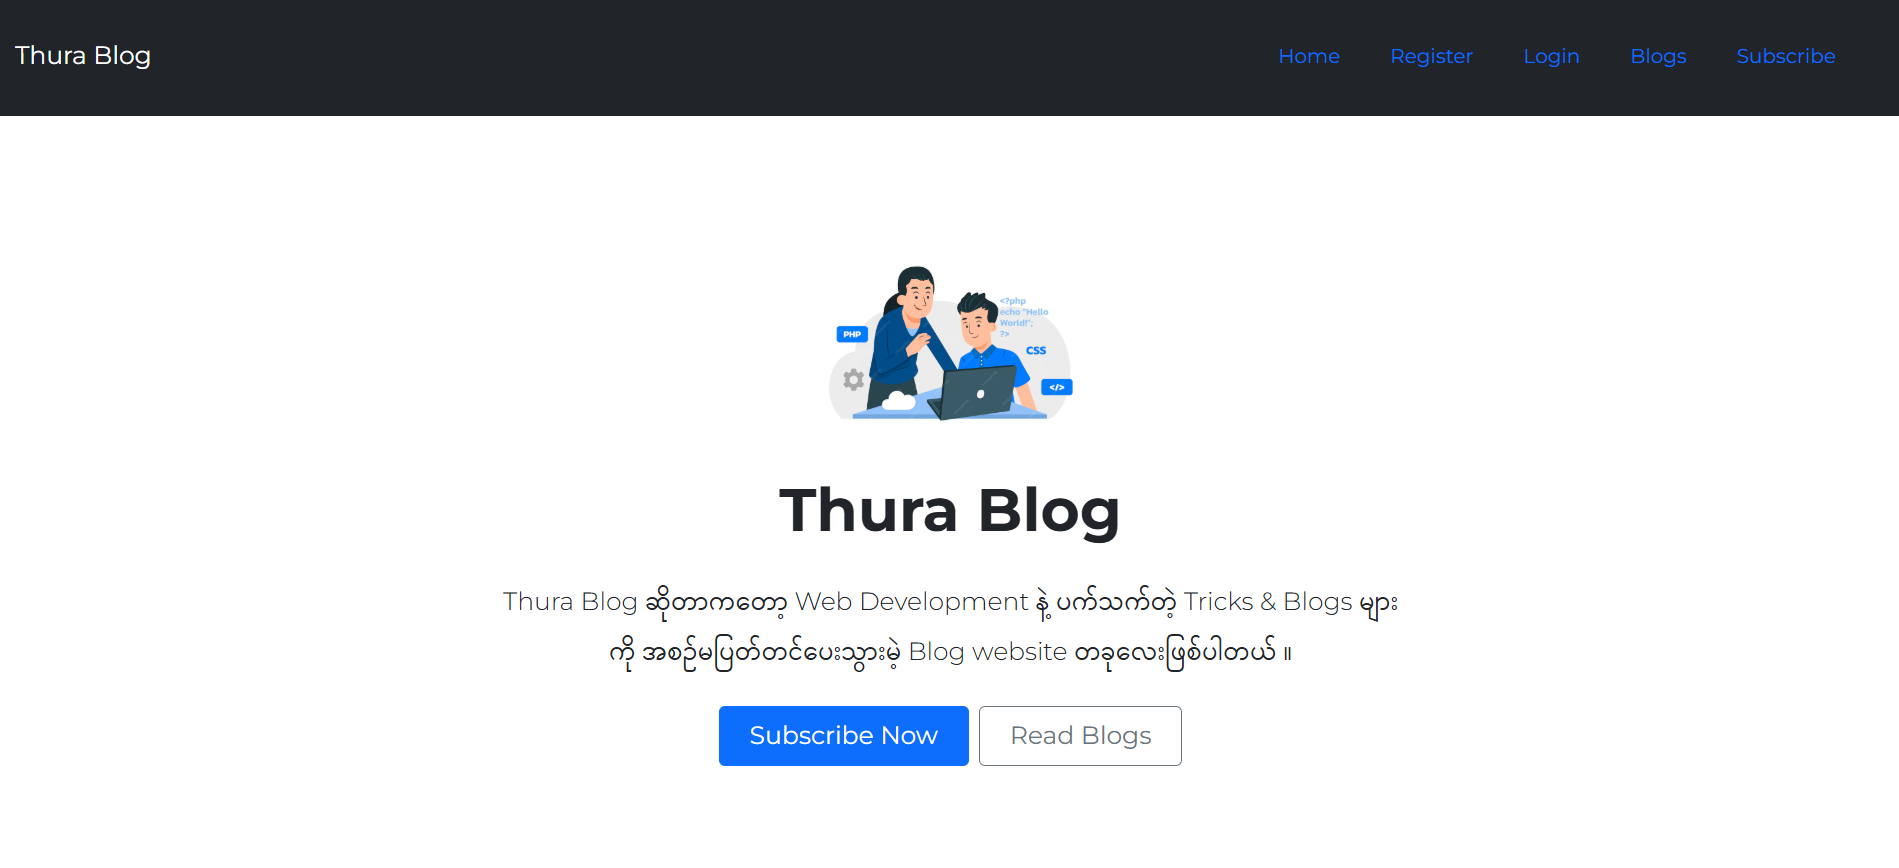 Thura Blog
Home Register Login Blogs Subscribe
<?php
echo "Hello
World!";
?>
PHP
CSS
</>
Thura Blog
Thura Blog ဆိုတာကတော့ Web Development နဲ့ ပက်သက်တဲ့ Tricks & Blogs များ
ကို အစဉ်မပြတ်တင်ပေးသွားမဲ့ Blog website တခုလေးဖြစ်ပါတယ် ။
Subscribe Now Read Blogs